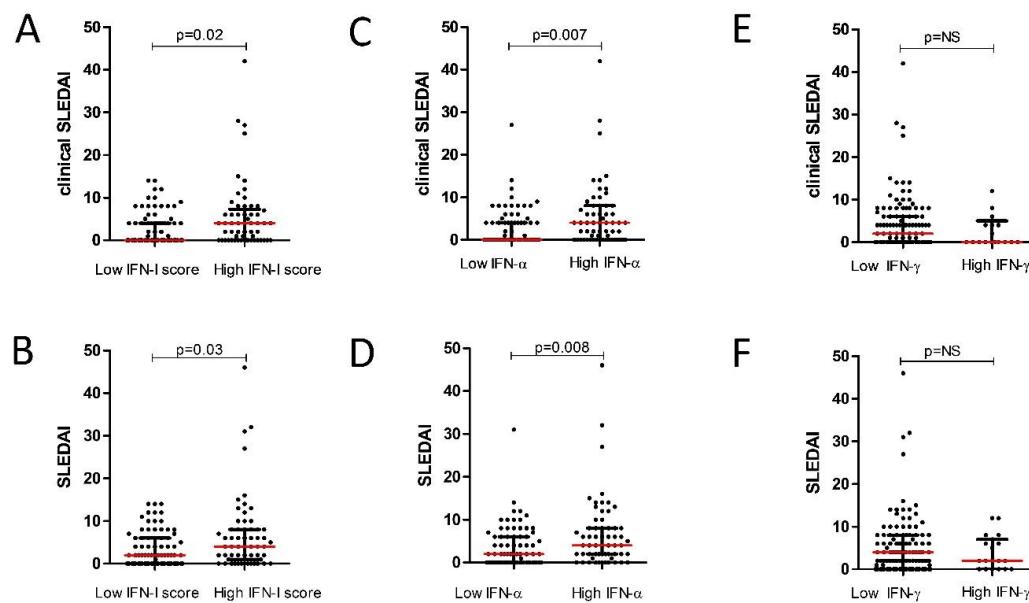 A
clinical SLEDAI
50
40
30
20
10
0
p=0.02
Low IFN-I score High IFN-I score
C
clinical SLEDAI
50
40
30
20
10
0
p=0.007
Low IFN-α High IFN-α
E
clinical SLEDAI
50
40
30
20
10
0
p=NS
Low IFN-γ High IFN-γ
B
SLEDAI
50
40
30
20
10
0
p=0.03
Low IFN-I score High IFN-I score
D
SLEDAI
50
40
30
20
10
0
p=0.008
Low IFN-α High IFN-α
F
SLEDAI
50
40
30
20
10
0
p=NS
Low IFN-γ High IFN-γ